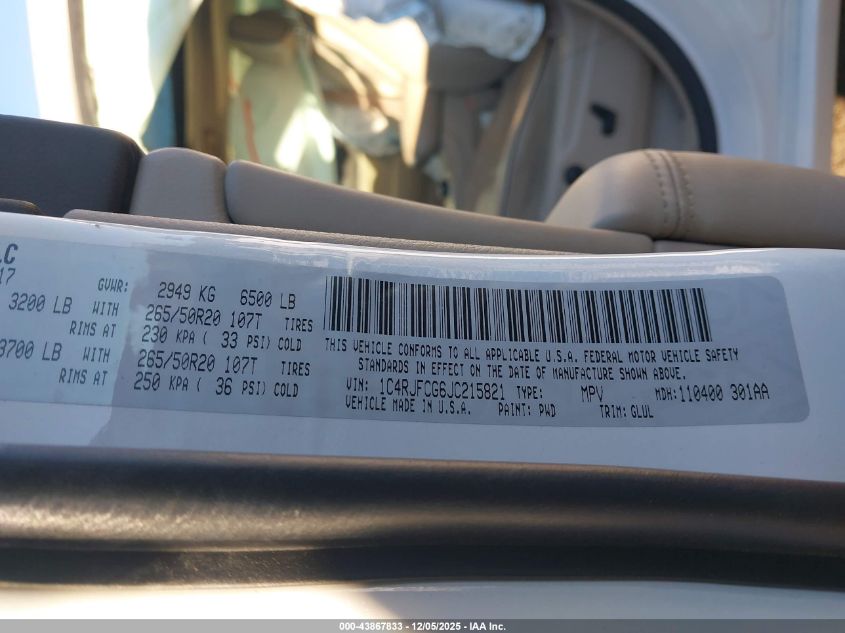 LC
17
GVWR: 2949 KG 6500 LB
3200 LB WITH 265/50R20 107T TIRES
RIMS AT 230 KPA ( 33 PSI) COLD
3700 LB WITH 265/50R20 107T TIRES
RIMS AT 250 KPA ( 36 PSI) COLD
THIS VEHICLE CONFORMS TO ALL APPLICABLE U.S.A. FEDERAL MOTOR VEHICLE SAFETY
STANDARDS IN EFFECT ON THE DATE OF MANUFACTURE SHOWN ABOVE.
VIN: 1C4RJFCG6JC215821 TYPE: MPV MDH:110400 301AA
VEHICLE MADE IN U.S.A. PAINT: PWD TRIM: GLUL
000-43867833 - 12/05/2025 - IAA Inc.